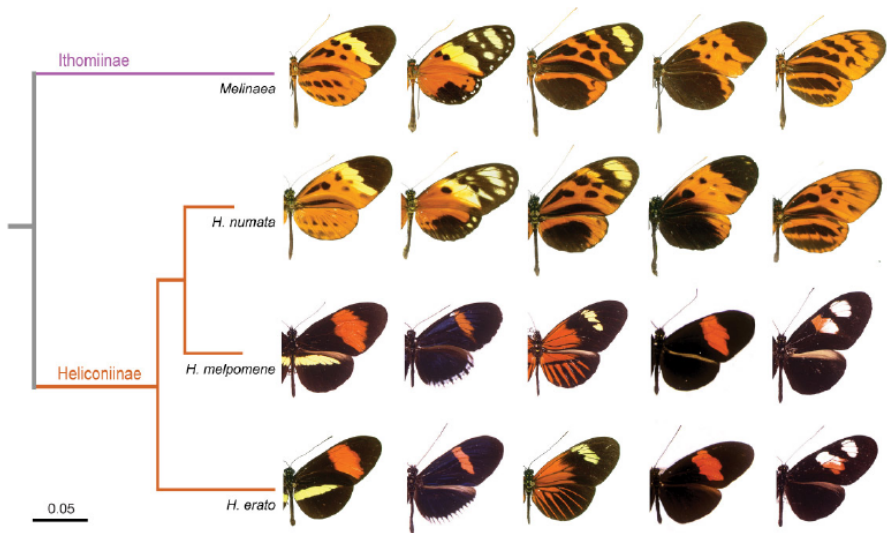 Ithomiinae
Melinaea
H. numata
H. melpomene
Heliconiinae
H. erato
0.05